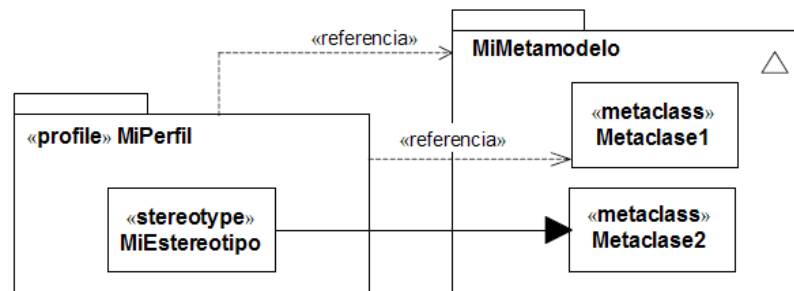 «referencia»
MiMetamodelo
«profile» MiPerfil
«referencia»
«metaclass»
Metaclase1
«stereotype»
MiEstereotipo
«metaclass»
Metaclase2